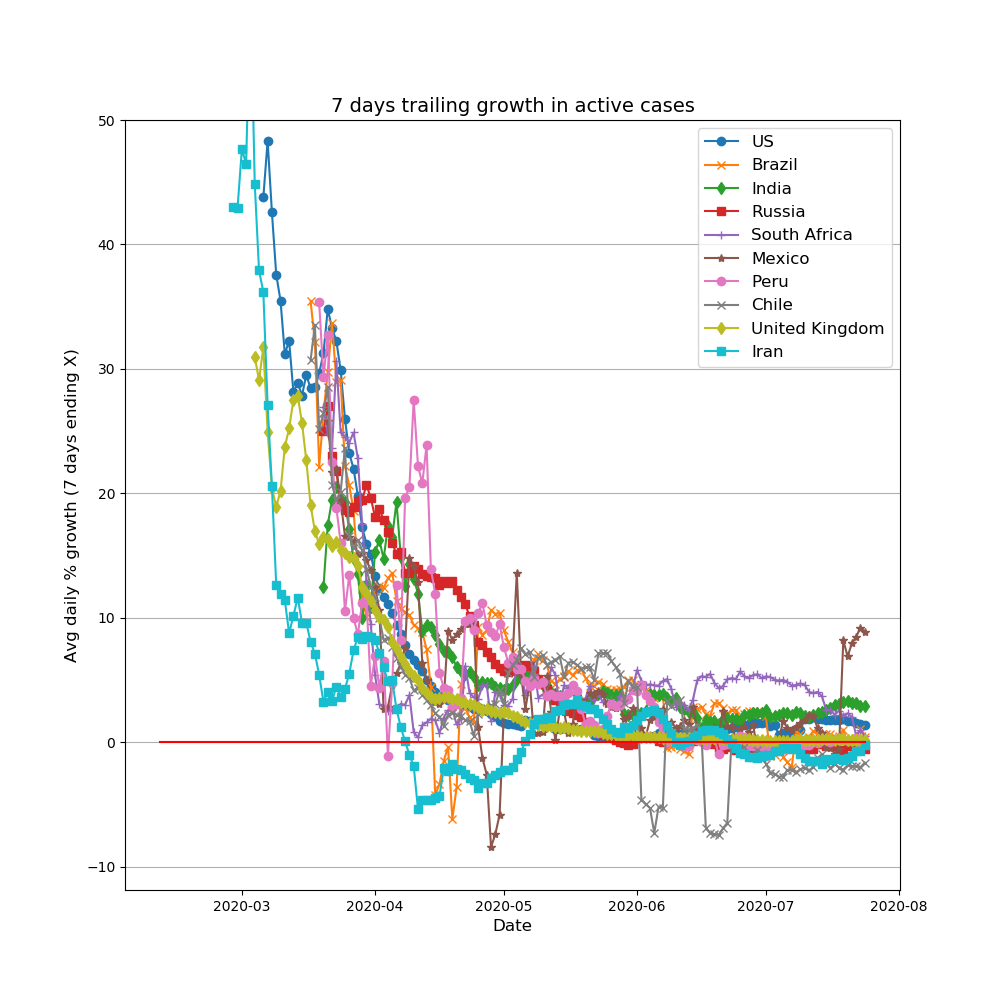 7 days trailing growth in active cases
50
40
30
20
10
0
−10
Avg daily % growth (7 days ending X)
US
Brazil
India
Russia
South Africa
Mexico
Peru
Chile
United Kingdom
Iran
2020-03 2020-04 2020-05 2020-06 2020-07 2020-08
Date